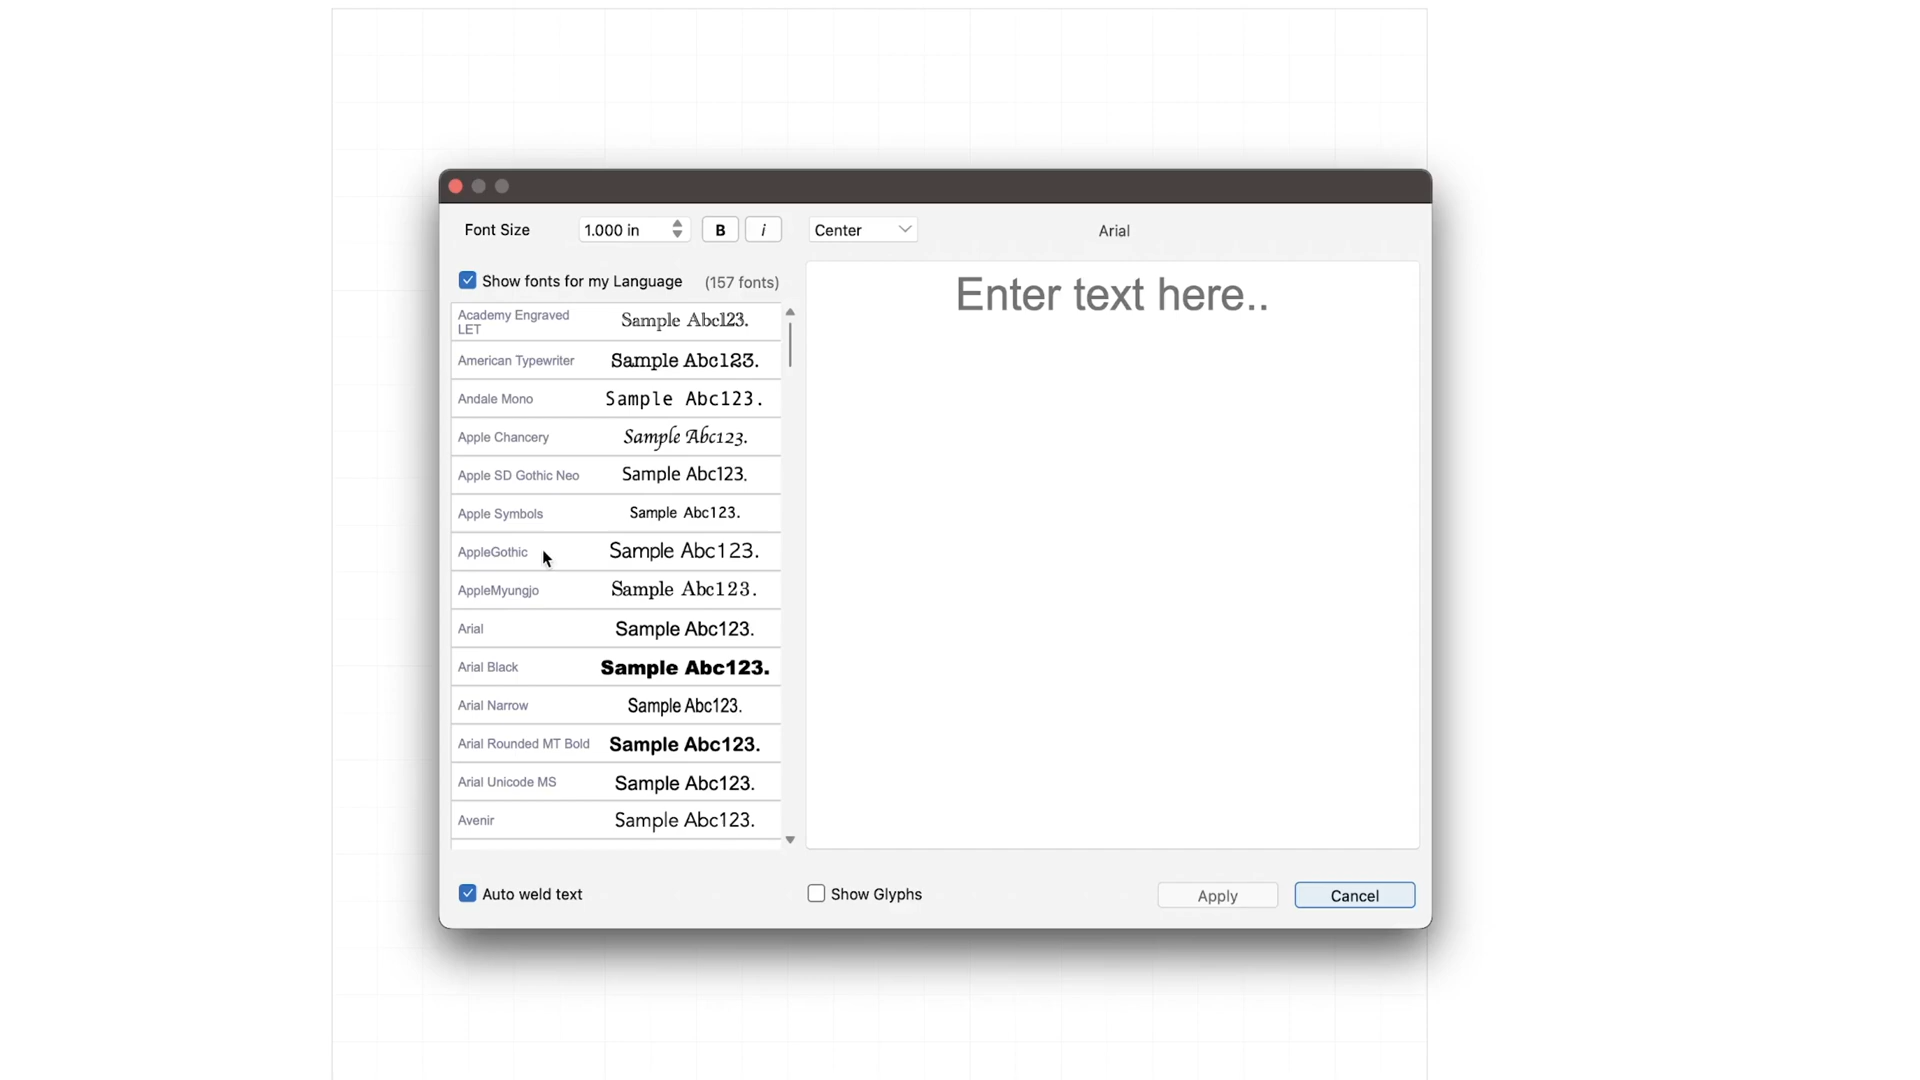 Font Size 1.000 in B i Center Arial
Show fonts for my Language (157 fonts)
Enter text here..
Academy Engraved LET Sample Abc123.
American Typewriter Sample Abc123.
Andale Mono Sample Abc123.
Apple Chancery Sample Abc123.
Apple SD Gothic Neo Sample Abc123.
Apple Symbols Sample Abc123.
AppleGothic Sample Abc123.
AppleMyungjo Sample Abc123.
Arial Sample Abc123.
Arial Black Sample Abc123.
Arial Narrow Sample Abc123.
Arial Rounded MT Bold Sample Abc123.
Arial Unicode MS Sample Abc123.
Avenir Sample Abc123.
Auto weld text Show Glyphs Apply Cancel